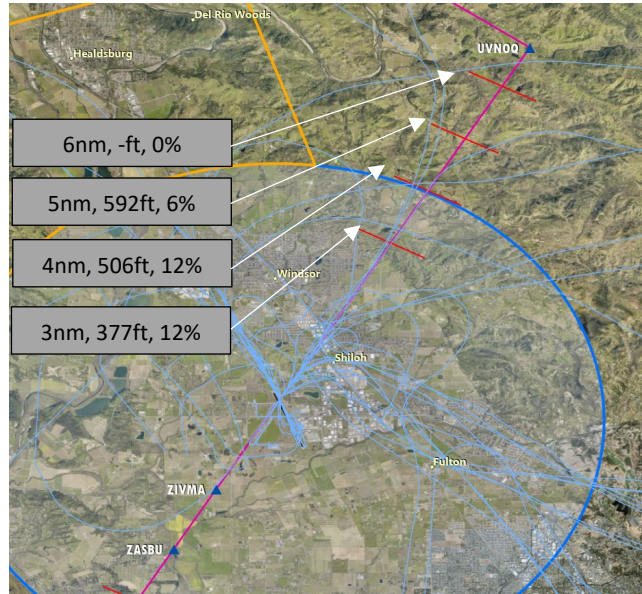 Del Rio Woods
Healdsburg
UVNOQ
6nm, -ft, 0%
5nm, 592ft, 6%
4nm, 506ft, 12%
3nm, 377ft, 12%
Windsor
Shiloh
Fulton
ZIVMA
ZASBU